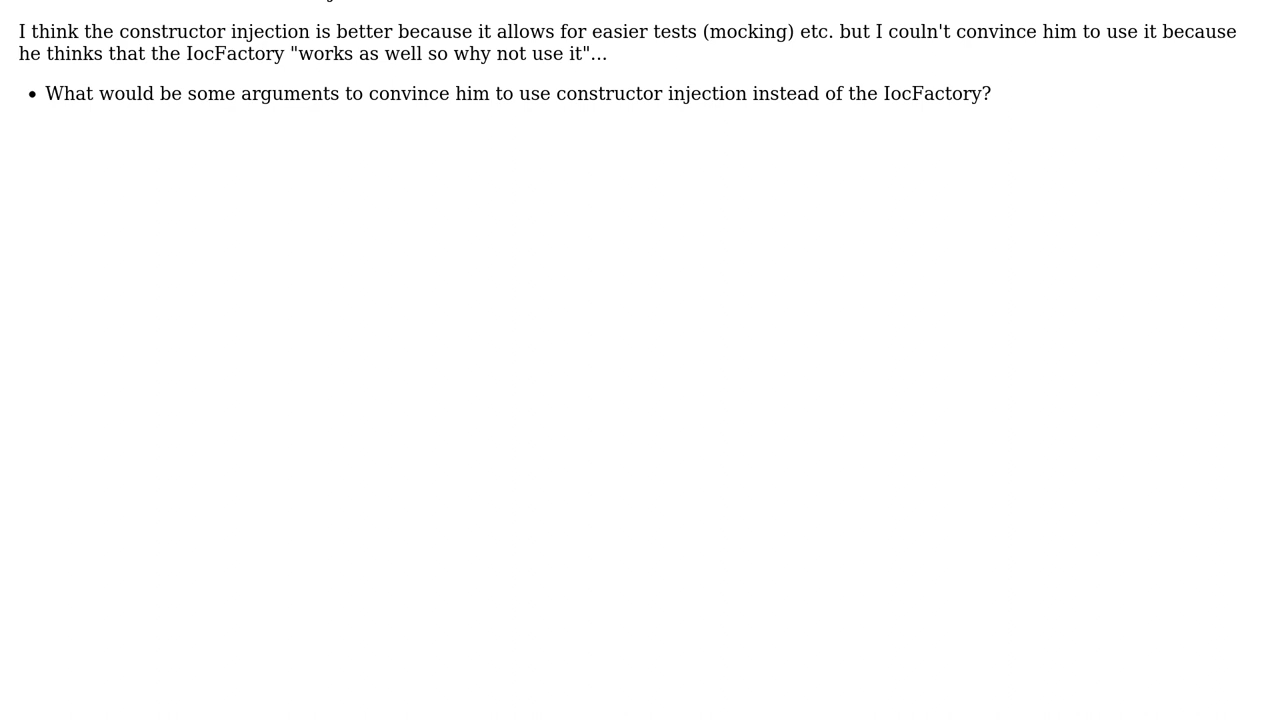 I think the constructor injection is better because it allows for easier tests (mocking) etc. but I couln't convince him to use it because
he thinks that the IocFactory "works as well so why not use it"...
• What would be some arguments to convince him to use constructor injection instead of the IocFactory?